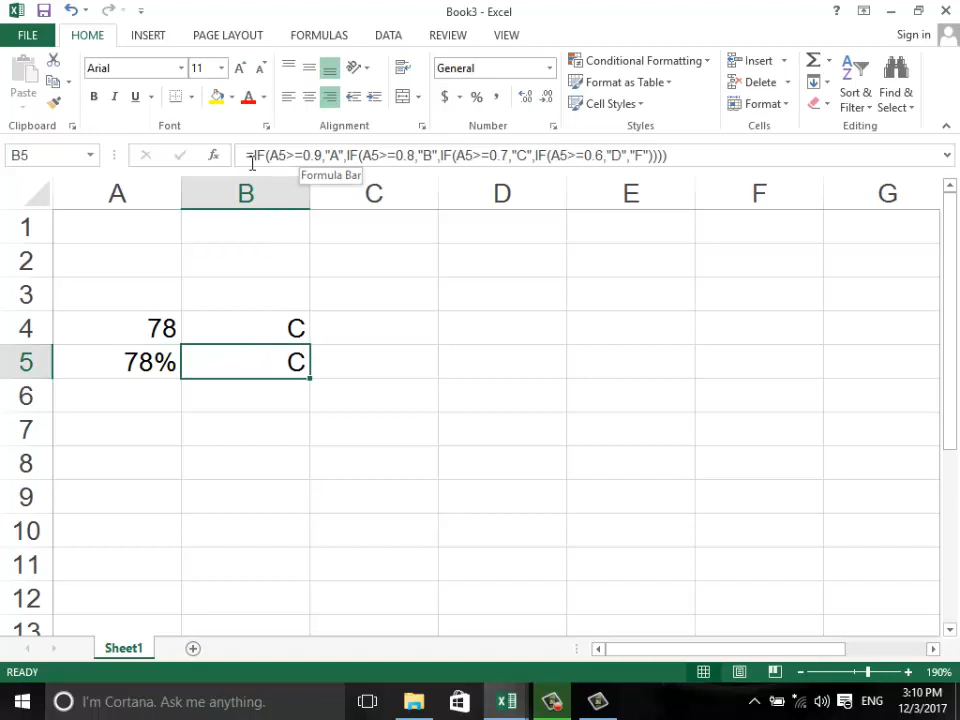 Book3 - Excel
?
FILE HOME INSERT PAGE LAYOUT FORMULAS DATA REVIEW VIEW Sign in
Paste
Arial 11 A A
B I U A
General
$ % ,
Conditional Formatting
Format as Table
Cell Styles
Insert
Delete
Format
Sort & Filter
Find & Select
Clipboard Font Alignment Number Styles Cells Editing
B5 fx =IF(A5>=0.9,"A",IF(A5>=0.8,"B",IF(A5>=0.7,"C",IF(A5>=0.6,"D","F"))))
Formula Bar
A B C D E F G
1
2
3
4 78 C
5 78% C
6
7
8
9
10
11
12
13
Sheet1
READY 190%
I'm Cortana. Ask me anything. ENG 3:10 PM
12/3/2017